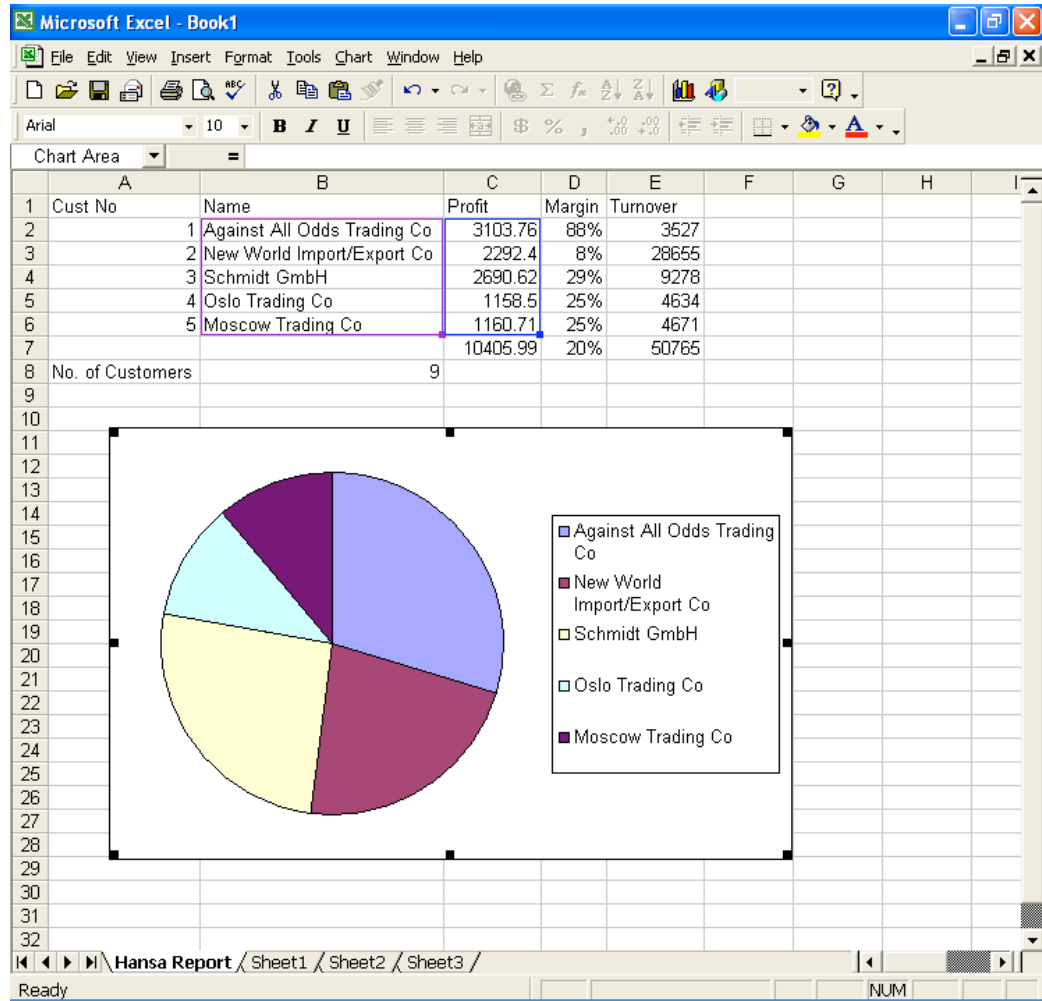 Microsoft Excel - Book1
File Edit View Insert Format Tools Chart Window Help
ABC Σ fx A Z Z A ?
Arial 10 B I U $ % , .00 .00 A
Chart Area =
A B C D E F G H I
1 Cust No Name Profit Margin Turnover
2 1 Against All Odds Trading Co 3103.76 88% 3527
3 2 New World Import/Export Co 2292.4 8% 28655
4 3 Schmidt GmbH 2690.62 29% 9278
5 4 Oslo Trading Co 1158.5 25% 4634
6 5 Moscow Trading Co 1160.71 25% 4671
7 10405.99 20% 50765
8 No. of Customers 9
9
10
11
12
13
14
15
16
17
18
19
20
21
22
23
24
25
26
27
28
29
30
31
32
Against All Odds Trading
Co
New World
Import/Export Co
Schmidt GmbH
Oslo Trading Co
Moscow Trading Co
Hansa Report Sheet1 Sheet2 Sheet3
Ready NUM